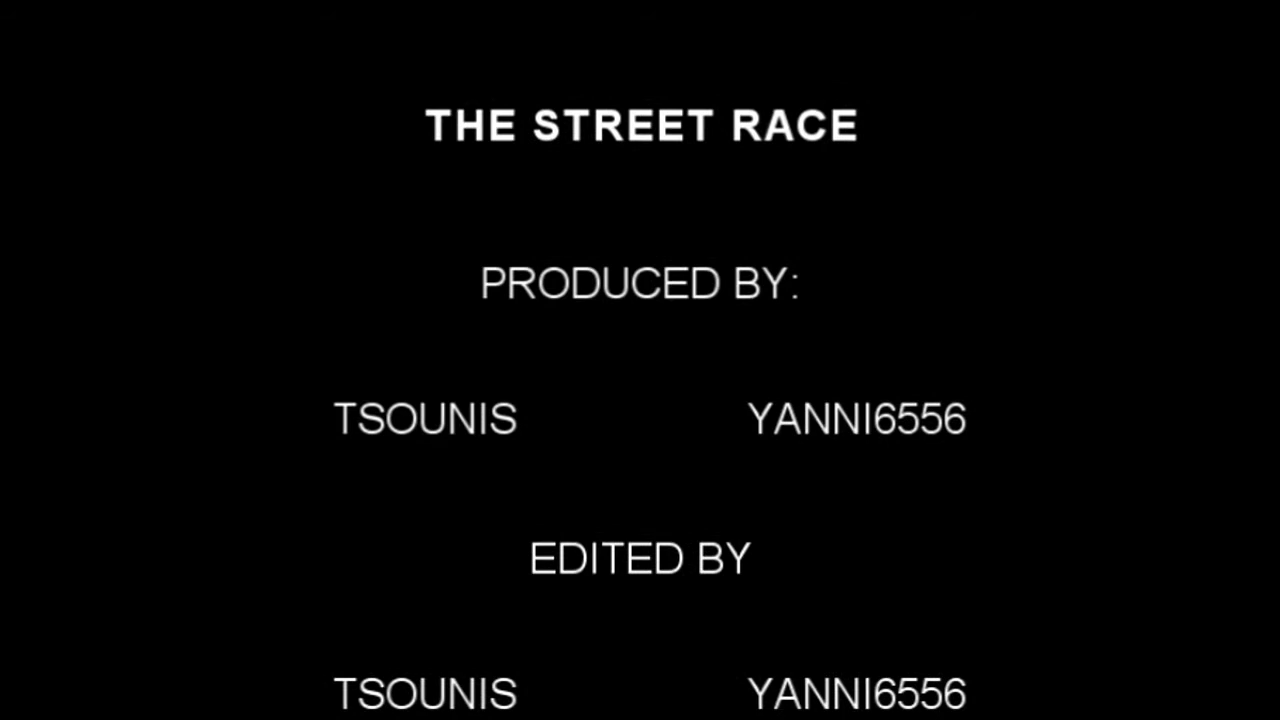 THE STREET RACE
PRODUCED BY:
TSOUNIS YANNI6556
EDITED BY
TSOUNIS YANNI6556